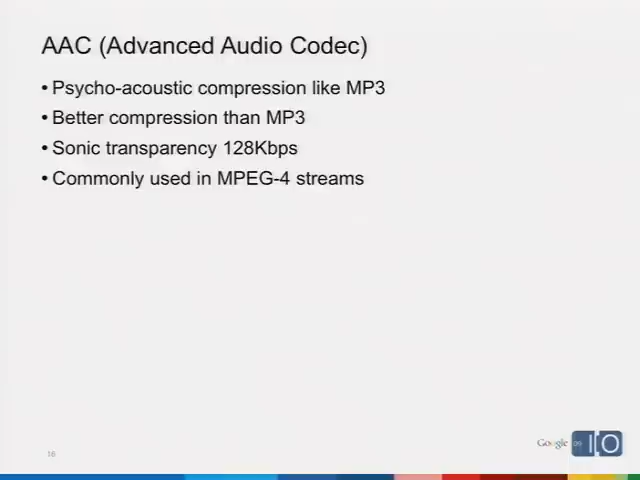 AAC (Advanced Audio Codec)
• Psycho-acoustic compression like MP3
• Better compression than MP3
• Sonic transparency 128Kbps
• Commonly used in MPEG-4 streams
16
Google
IO